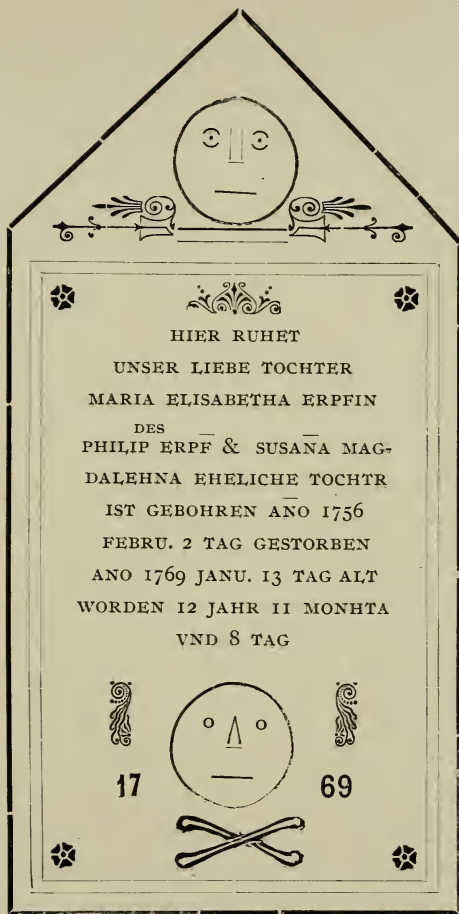 HIER RUHET
UNSER LIEBE TOCHTER
MARIA ELISABETHA ERPFIN
DES
PHILIP ERPF̅ & SUSAN̅A MAG-
DALEHNA EHELICHE TOCHTR
IST GEBOHREN AN̅O 1756
FEBRU. 2 TAG GESTORBEN
ANO 1769 JANU. 13 TAG ALT
WORDEN 12 JAHR 11 MONHTA
VND 8 TAG
17 69